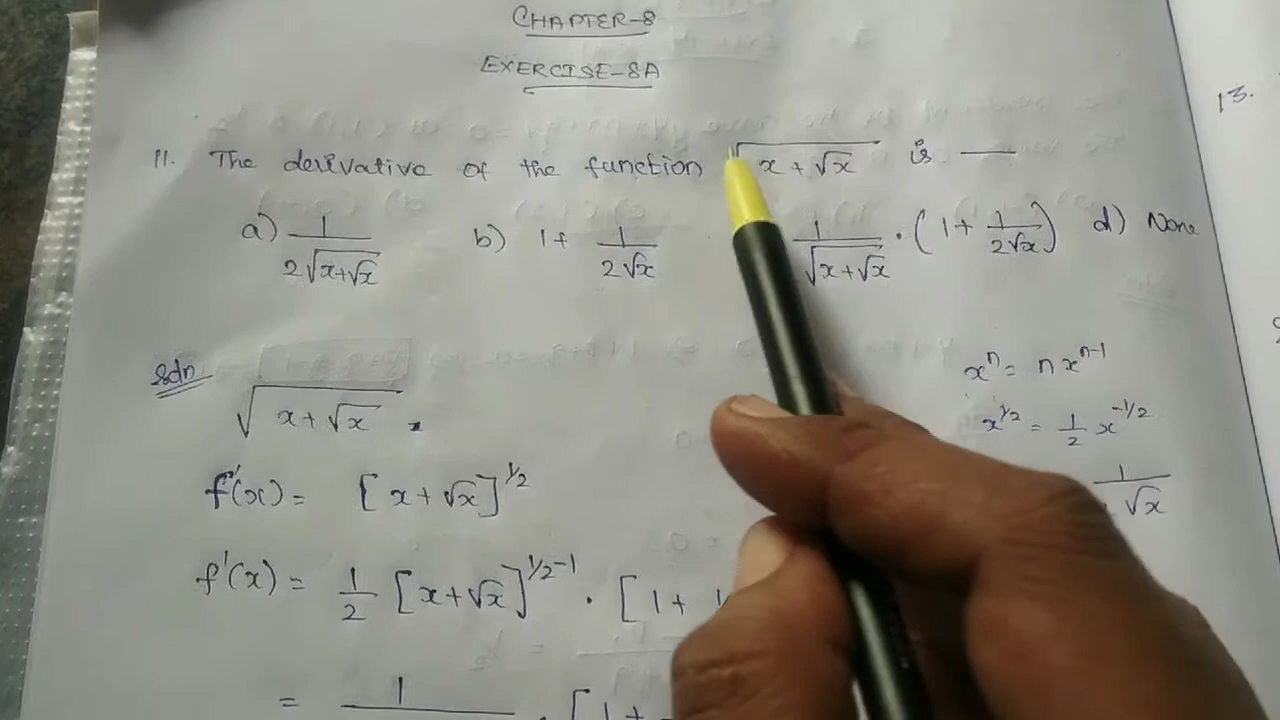 CHAPTER-8
EXERCISE-8A
13.
11. The derivative of the function √(x+√x) is —
a) 1/(2√(x+√x)) b) 1+ 1/(2√x) 1/√(x+√x) · (1+ 1/(2√x)) d) None
Soln √(x+√x).
xⁿ = n xⁿ⁻¹
x^(1/2) = 1/2 x^(-1/2)
1/√x
f'(x) = [x+√x]^(1/2)
f'(x) = 1/2 [x+√x]^(1/2-1) · [1+
= 1 · [1+